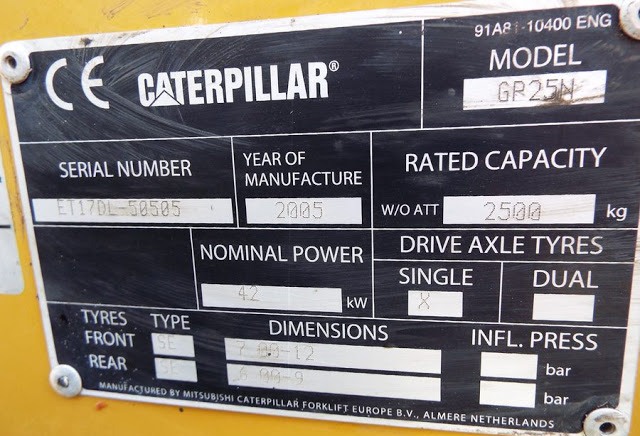 91A8 -10400 ENG
CE CATERPILLAR®
MODEL
GP25N
SERIAL NUMBER
ET17DL-50505
YEAR OF
MANUFACTURE
2005
RATED CAPACITY
W/O ATT 2500 kg
NOMINAL POWER
42 kW
DRIVE AXLE TYRES
SINGLE DUAL
X
TYRES TYPE DIMENSIONS INFL. PRESS
FRONT SE 7 00-12 bar
REAR SE 6 00-9 bar
MANUFACTURED BY MITSUBISHI CATERPILLAR FORKLIFT EUROPE B.V., ALMERE NETHERLANDS